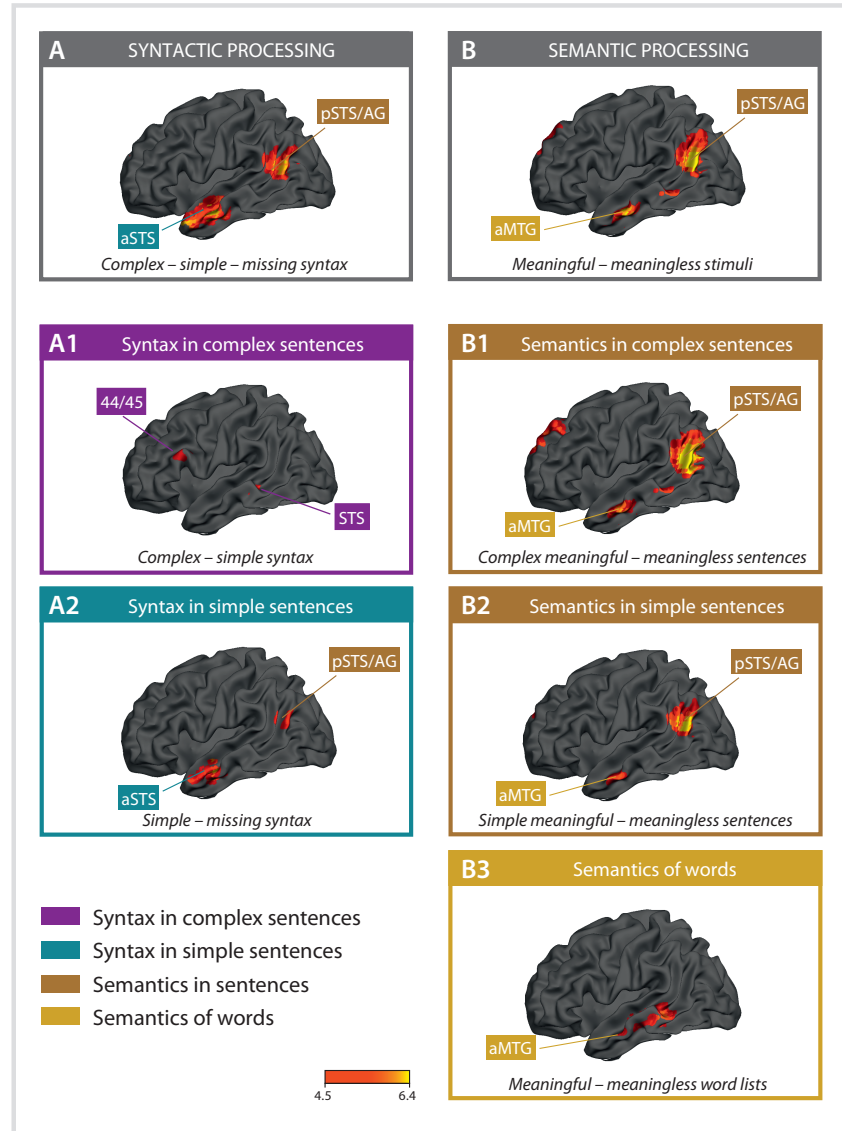 A SYNTACTIC PROCESSING
pSTS/AG
aSTS
Complex – simple – missing syntax
B SEMANTIC PROCESSING
pSTS/AG
aMTG
Meaningful – meaningless stimuli
A1 Syntax in complex sentences
44/45
STS
Complex – simple syntax
B1 Semantics in complex sentences
pSTS/AG
aMTG
Complex meaningful – meaningless sentences
A2 Syntax in simple sentences
pSTS/AG
aSTS
Simple – missing syntax
B2 Semantics in simple sentences
pSTS/AG
aMTG
Simple meaningful – meaningless sentences
B3 Semantics of words
aMTG
Meaningful – meaningless word lists
Syntax in complex sentences
Syntax in simple sentences
Semantics in sentences
Semantics of words
4.5 6.4